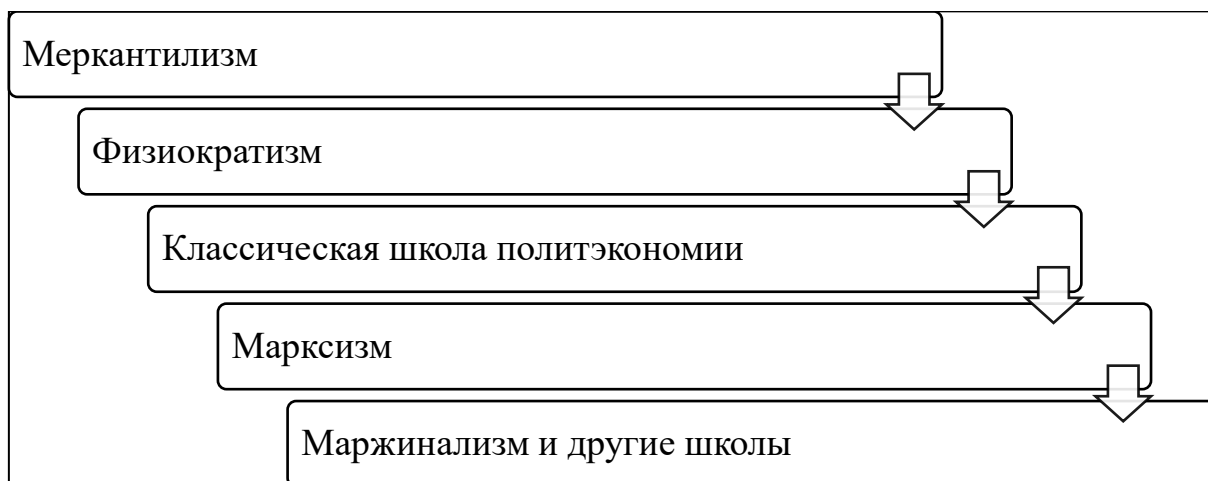 Меркантилизм
Физиократизм
Классическая школа политэкономии
Марксизм
Маржинализм и другие школы